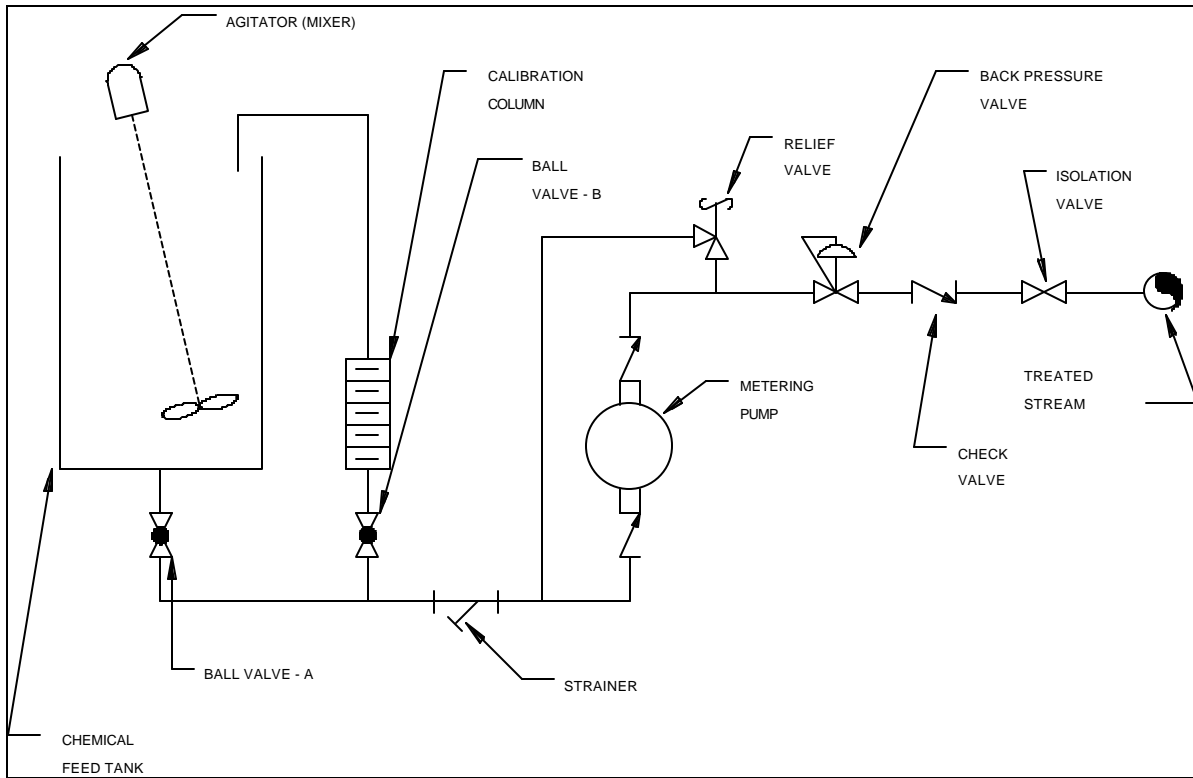 AGITATOR (MIXER)
CALIBRATION
COLUMN
BACK PRESSURE
VALVE
RELIEF
VALVE
BALL
VALVE - B
ISOLATION
VALVE
METERING
PUMP
TREATED
STREAM
CHECK
VALVE
BALL VALVE - A
STRAINER
CHEMICAL
FEED TANK